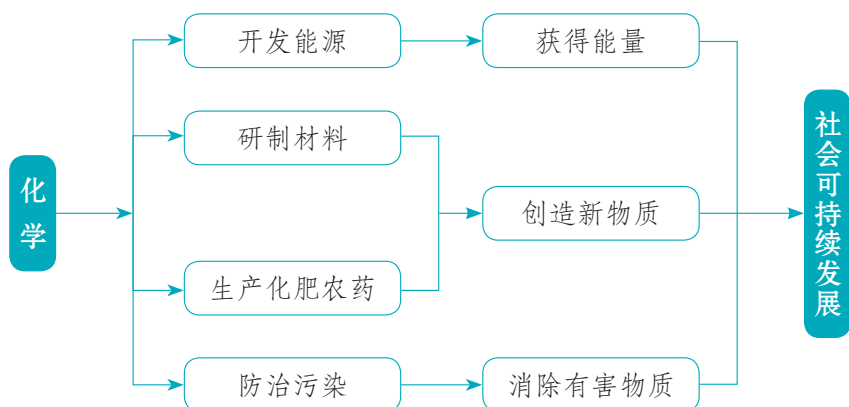 化学
开发能源
获得能量
研制材料
创造新物质
生产化肥农药
防治污染
消除有害物质
社会可持续发展